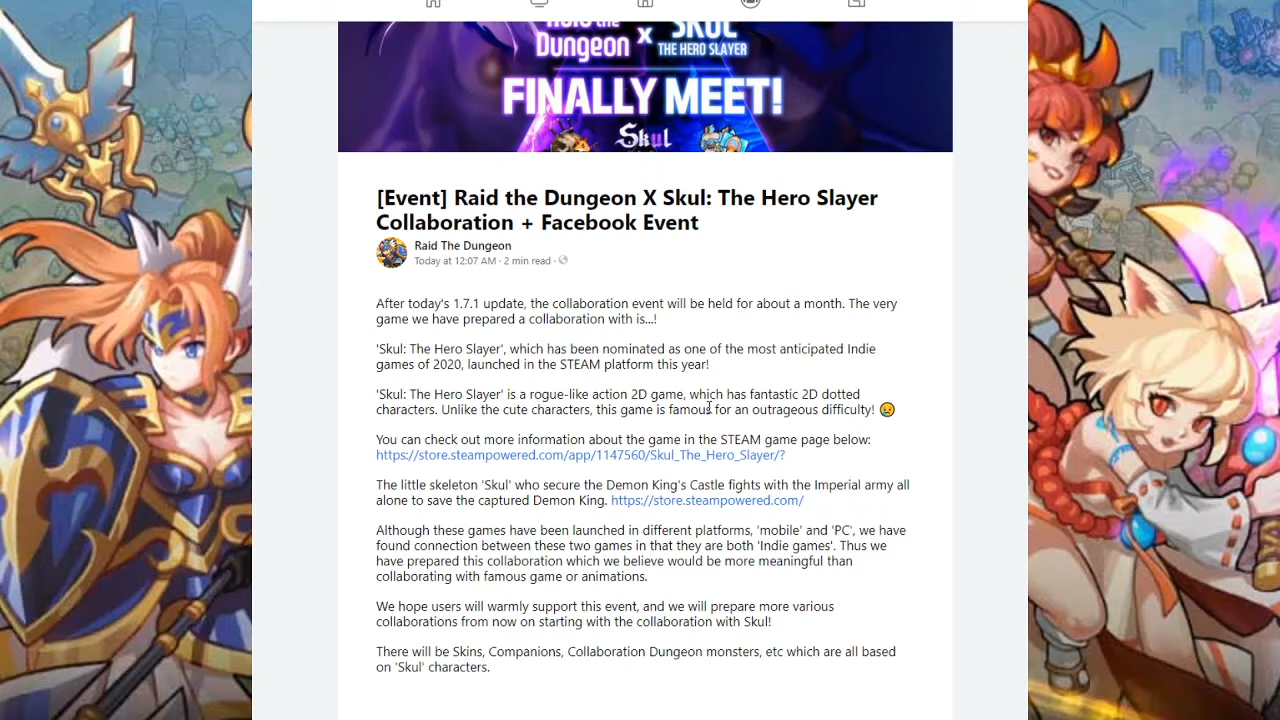 Dungeon x SKUL
THE HERO SLAYER
FINALLY MEET!
Skul
[Event] Raid the Dungeon X Skul: The Hero Slayer
Collaboration + Facebook Event
Raid The Dungeon
Today at 12:07 AM · 2 min read ·
After today's 1.7.1 update, the collaboration event will be held for about a month. The very
game we have prepared a collaboration with is...!
'Skul: The Hero Slayer', which has been nominated as one of the most anticipated Indie
games of 2020, launched in the STEAM platform this year!
'Skul: The Hero Slayer' is a rogue-like action 2D game, which has fantastic 2D dotted
characters. Unlike the cute characters, this game is famous for an outrageous difficulty! 😥
You can check out more information about the game in the STEAM game page below:
https://store.steampowered.com/app/1147560/Skul_The_Hero_Slayer/?
The little skeleton 'Skul' who secure the Demon King's Castle fights with the Imperial army all
alone to save the captured Demon King. https://store.steampowered.com/
Although these games have been launched in different platforms, 'mobile' and 'PC', we have
found connection between these two games in that they are both 'Indie games'. Thus we
have prepared this collaboration which we believe would be more meaningful than
collaborating with famous game or animations.
We hope users will warmly support this event, and we will prepare more various
collaborations from now on starting with the collaboration with Skul!
There will be Skins, Companions, Collaboration Dungeon monsters, etc which are all based
on 'Skul' characters.